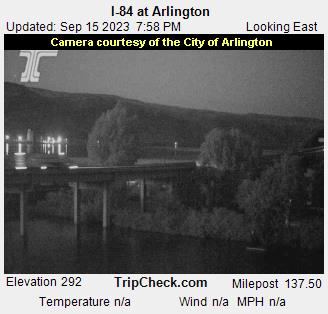 I-84 at Arlington
Updated: Sep 15 2023 7:58 PM Looking East
Camera courtesy of the City of Arlington
Elevation 292 TripCheck.com Milepost 137.50
Temperature n/a Wind n/a MPH n/a